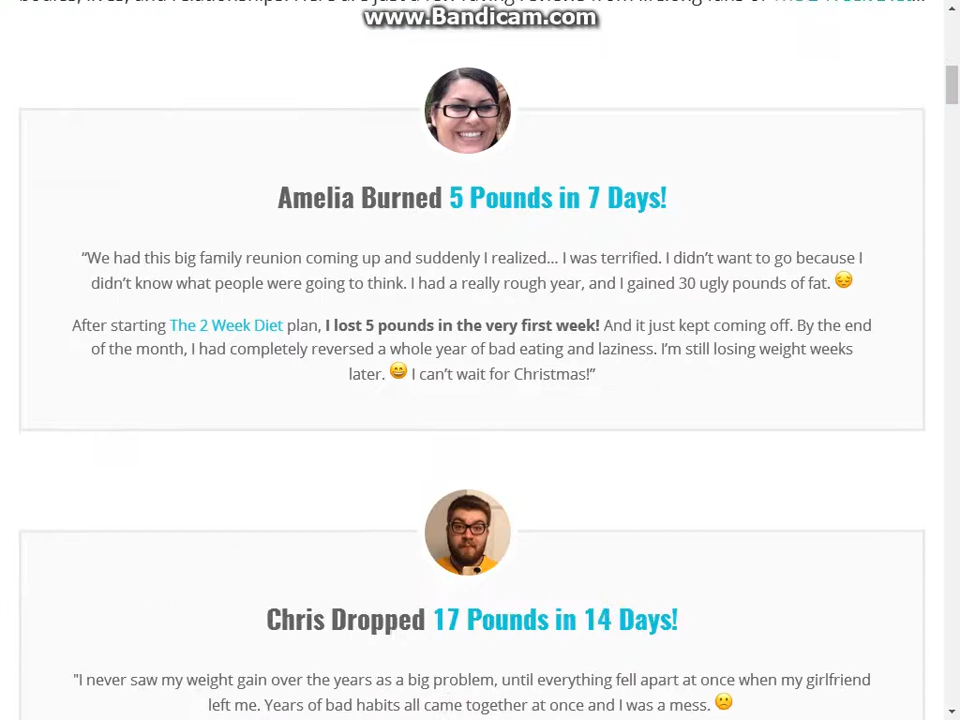 www.Bandicam.com
Amelia Burned 5 Pounds in 7 Days!
“We had this big family reunion coming up and suddenly I realized... I was terrified. I didn’t want to go because I
didn’t know what people were going to think. I had a really rough year, and I gained 30 ugly pounds of fat. 😔
After starting The 2 Week Diet plan, I lost 5 pounds in the very first week! And it just kept coming off. By the end
of the month, I had completely reversed a whole year of bad eating and laziness. I’m still losing weight weeks
later. 😄 I can’t wait for Christmas!”
Chris Dropped 17 Pounds in 14 Days!
"I never saw my weight gain over the years as a big problem, until everything fell apart at once when my girlfriend
left me. Years of bad habits all came together at once and I was a mess. 🙁